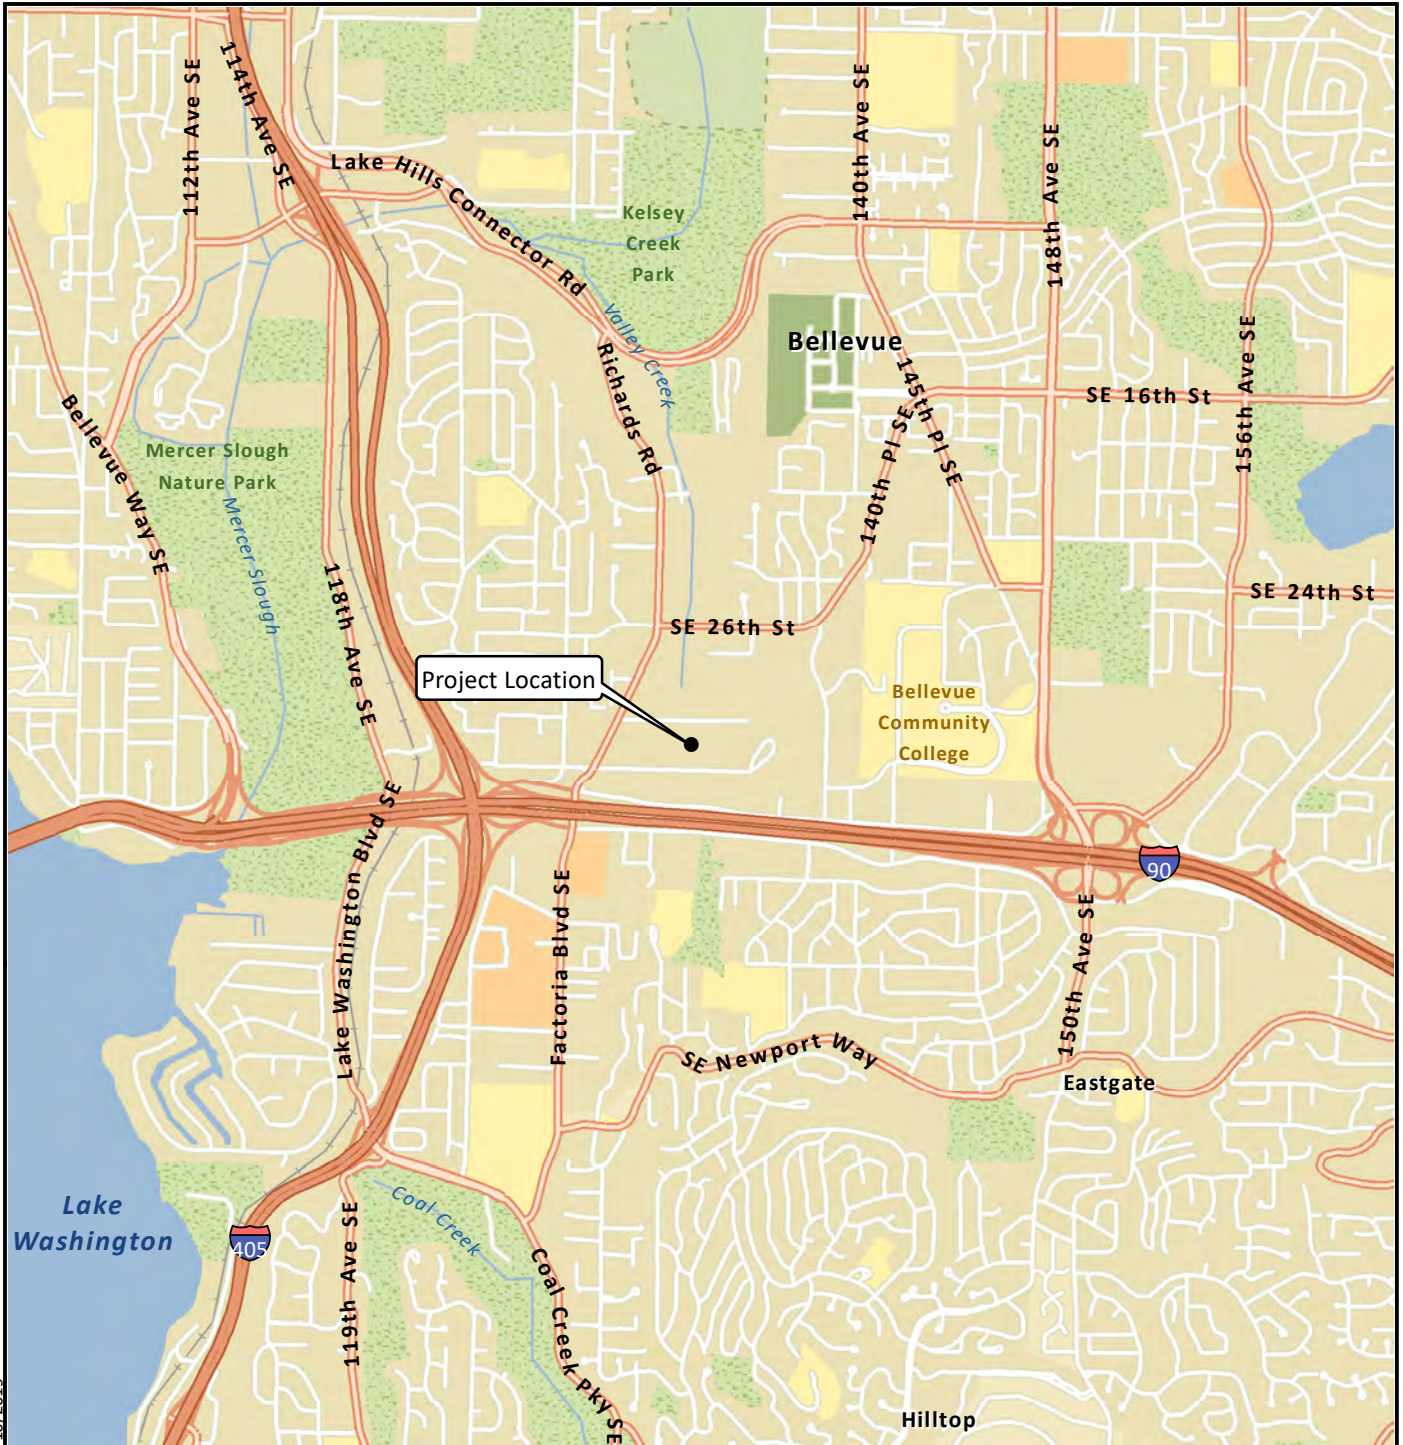 112th Ave SE
114th Ave SE
Lake Hills Connector Rd
140th Ave SE
148th Ave SE
Kelsey
Creek
Park
Valley Creek
Bellevue
Richards Rd
145th Pl SE
140th Pl SE
SE 16th St
156th Ave SE
Bellevue Way SE
Mercer Slough
Nature Park
Mercer Slough
118th Ave SE
SE 24th St
SE 26th St
Project Location
Bellevue
Community
College
Lake Washington Blvd SE
90
Factoria Blvd SE
150th Ave SE
SE Newport Way
Eastgate
Lake
Washington
405
Coal Creek
119th Ave SE
Coal Creek Pky SE
Hilltop